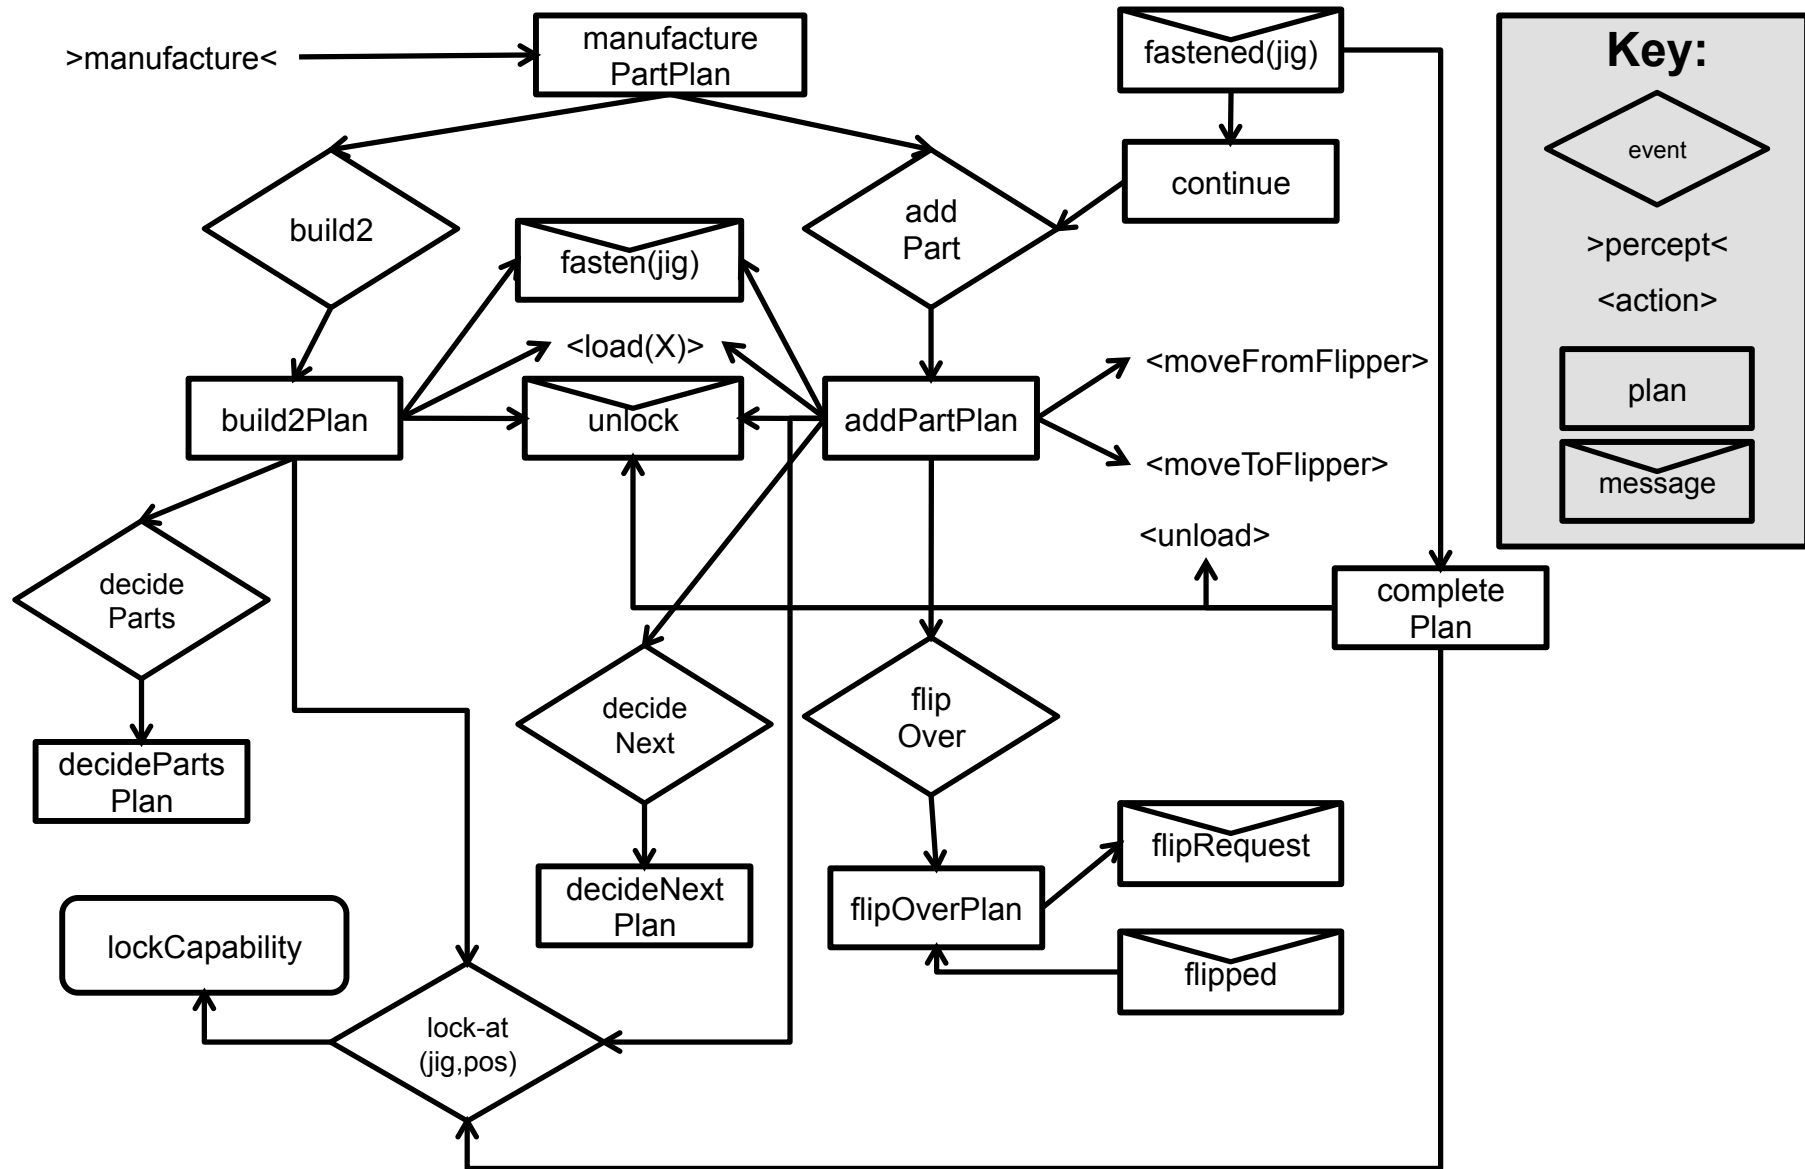 >manufacture<
manufacture
PartPlan
fastened(jig)
Key:
event
>percept<
<action>
plan
message
continue
build2
add
Part
fasten(jig)
<load(X)>
<moveFromFlipper>
build2Plan
unlock
addPartPlan
<moveToFlipper>
<unload>
decide
Parts
complete
Plan
decide
Next
flip
Over
decideParts
Plan
flipRequest
decideNext
Plan
flipOverPlan
lockCapability
flipped
lock-at
(jig,pos)